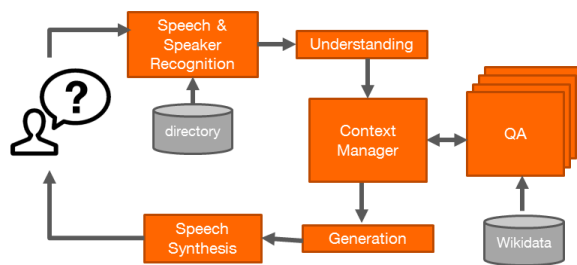 Speech &
Speaker
Recognition
Understanding
?
directory
Context
Manager
QA
Speech
Synthesis
Generation
Wikidata